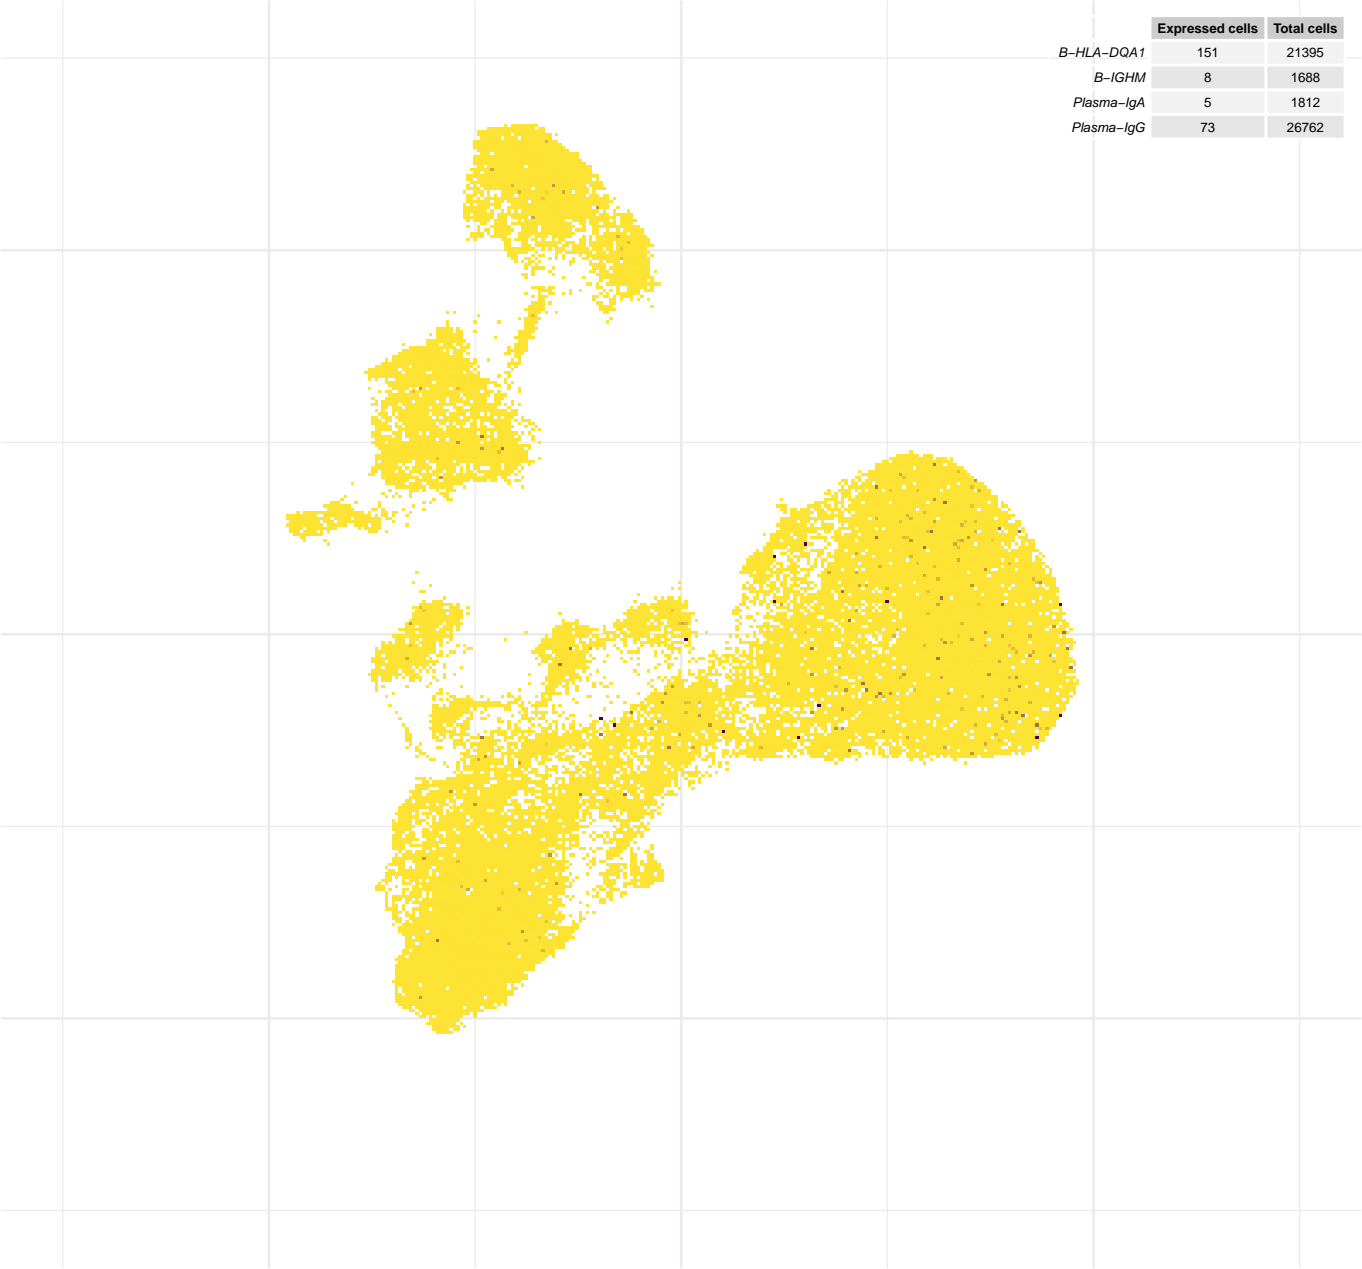 Expressed cells Total cells
B−HLA−DQA1 151 21395
B−IGHM 8 1688
Plasma−IgA 5 1812
Plasma−IgG 73 26762